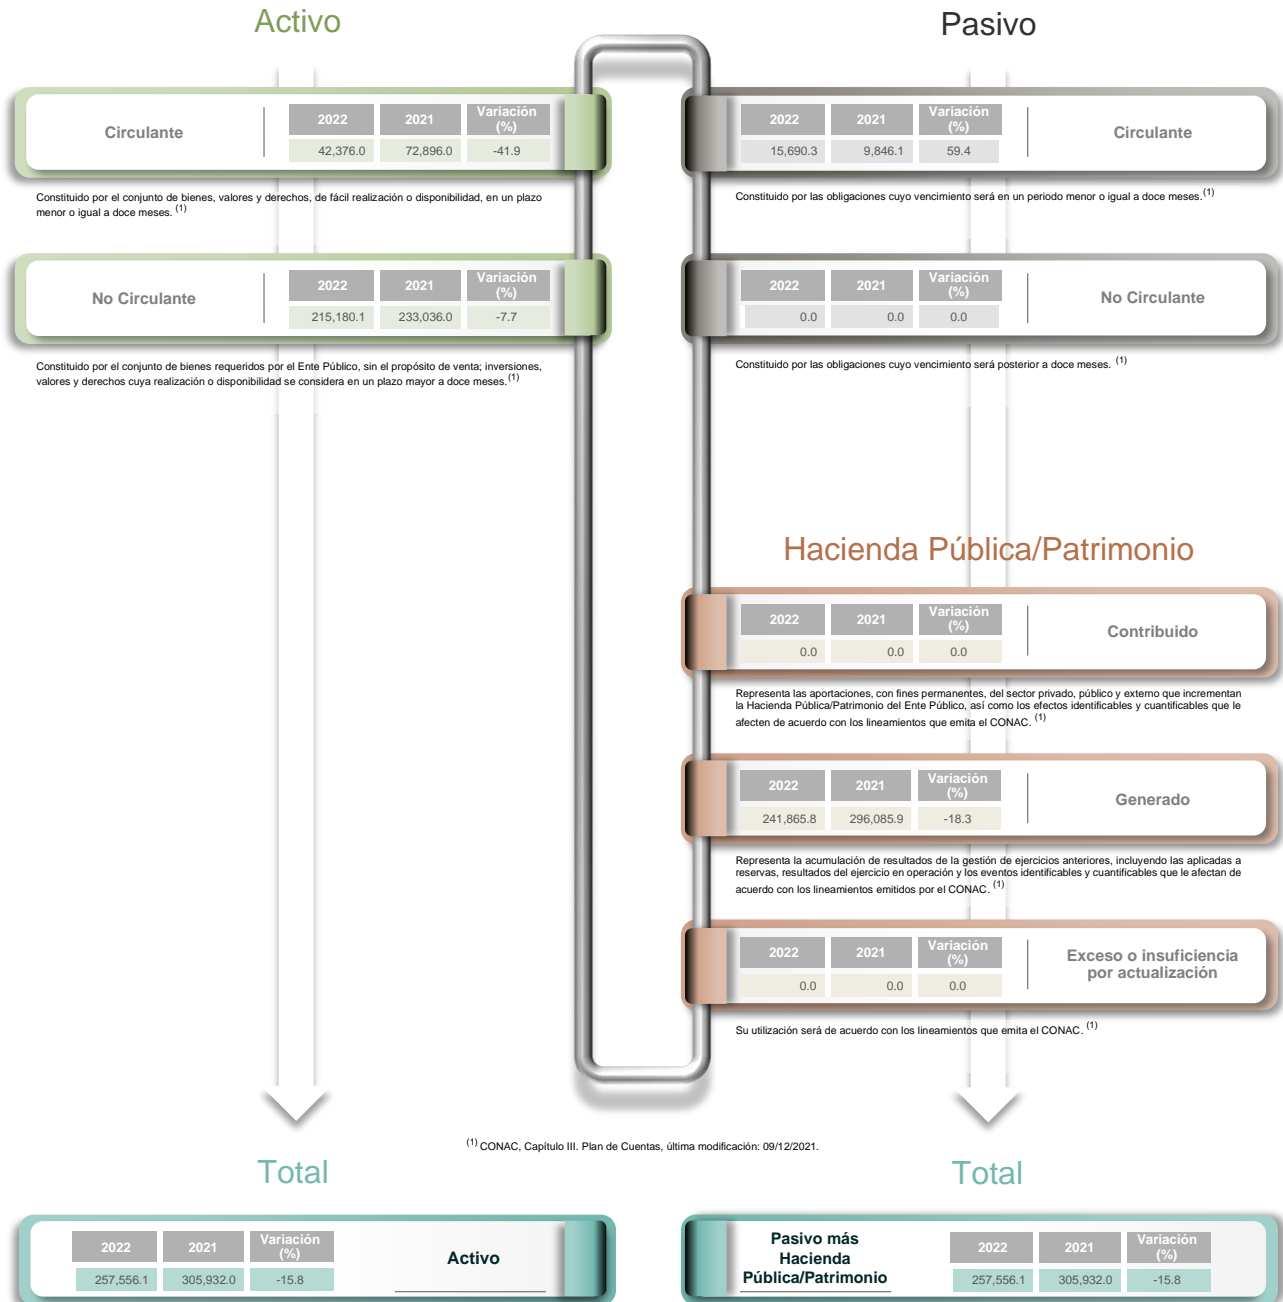 Activo
Circulante
2022 2021 Variación (%)
42,376.0 72,896.0 -41.9
Constituido por el conjunto de bienes, valores y derechos, de fácil realización o disponibilidad, en un plazo
menor o igual a doce meses. (1)
No Circulante
2022 2021 Variación (%)
215,180.1 233,036.0 -7.7
Constituido por el conjunto de bienes requeridos por el Ente Público, sin el propósito de venta; inversiones,
valores y derechos cuya realización o disponibilidad se considera en un plazo mayor a doce meses.(1)
Pasivo
2022 2021 Variación (%)
15,690.3 9,846.1 59.4
Circulante
Constituido por las obligaciones cuyo vencimiento será en un periodo menor o igual a doce meses.(1)
2022 2021 Variación (%)
0.0 0.0 0.0
No Circulante
Constituido por las obligaciones cuyo vencimiento será posterior a doce meses. (1)
Hacienda Pública/Patrimonio
2022 2021 Variación (%)
0.0 0.0 0.0
Contribuido
Representa las aportaciones, con fines permanentes, del sector privado, público y externo que incrementan
la Hacienda Pública/Patrimonio del Ente Público, así como los efectos identificables y cuantificables que le
afecten de acuerdo con los lineamientos que emita el CONAC. (1)
2022 2021 Variación (%)
241,865.8 296,085.9 -18.3
Generado
Representa la acumulación de resultados de la gestión de ejercicios anteriores, incluyendo las aplicadas a
reservas, resultados del ejercicio en operación y los eventos identificables y cuantificables que le afectan de
acuerdo con los lineamientos emitidos por el CONAC. (1)
2022 2021 Variación (%)
0.0 0.0 0.0
Exceso o insuficiencia
por actualización
Su utilización será de acuerdo con los lineamientos que emita el CONAC. (1)
(1) CONAC, Capítulo III. Plan de Cuentas, última modificación: 09/12/2021.
Total
2022 2021 Variación (%)
257,556.1 305,932.0 -15.8
Activo
Total
Pasivo más
Hacienda
Pública/Patrimonio
2022 2021 Variación (%)
257,556.1 305,932.0 -15.8